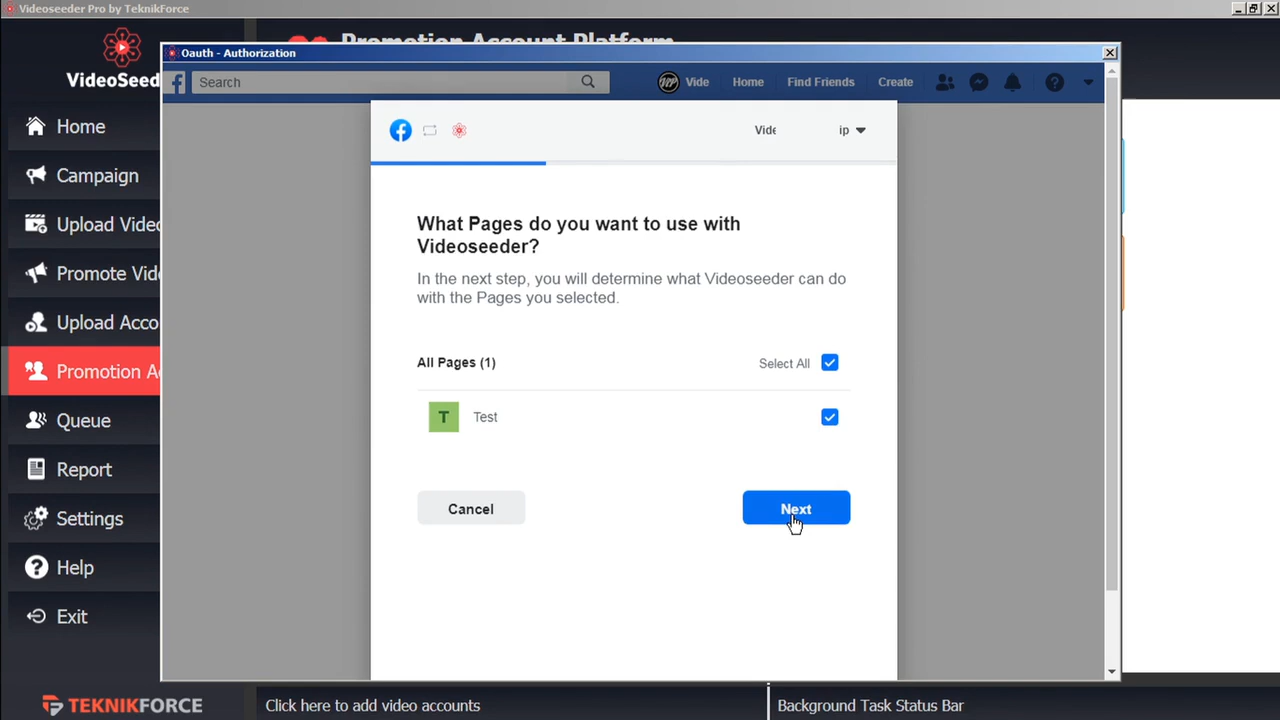 Videoseeder Pro by TeknikForce
Promotion Account Platform
VideoSeed
Oauth - Authorization
Search
Vide
Home
Find Friends
Create
Home
Campaign
Upload Video
Promote Vid
Upload Acco
Promotion Ac
Queue
Report
Settings
Help
Exit
Vide
ip
What Pages do you want to use with
Videoseeder?
In the next step, you will determine what Videoseeder can do
with the Pages you selected.
All Pages (1)
Select All
T
Test
Cancel
Next
TEKNIKFORCE
Click here to add video accounts
Background Task Status Bar